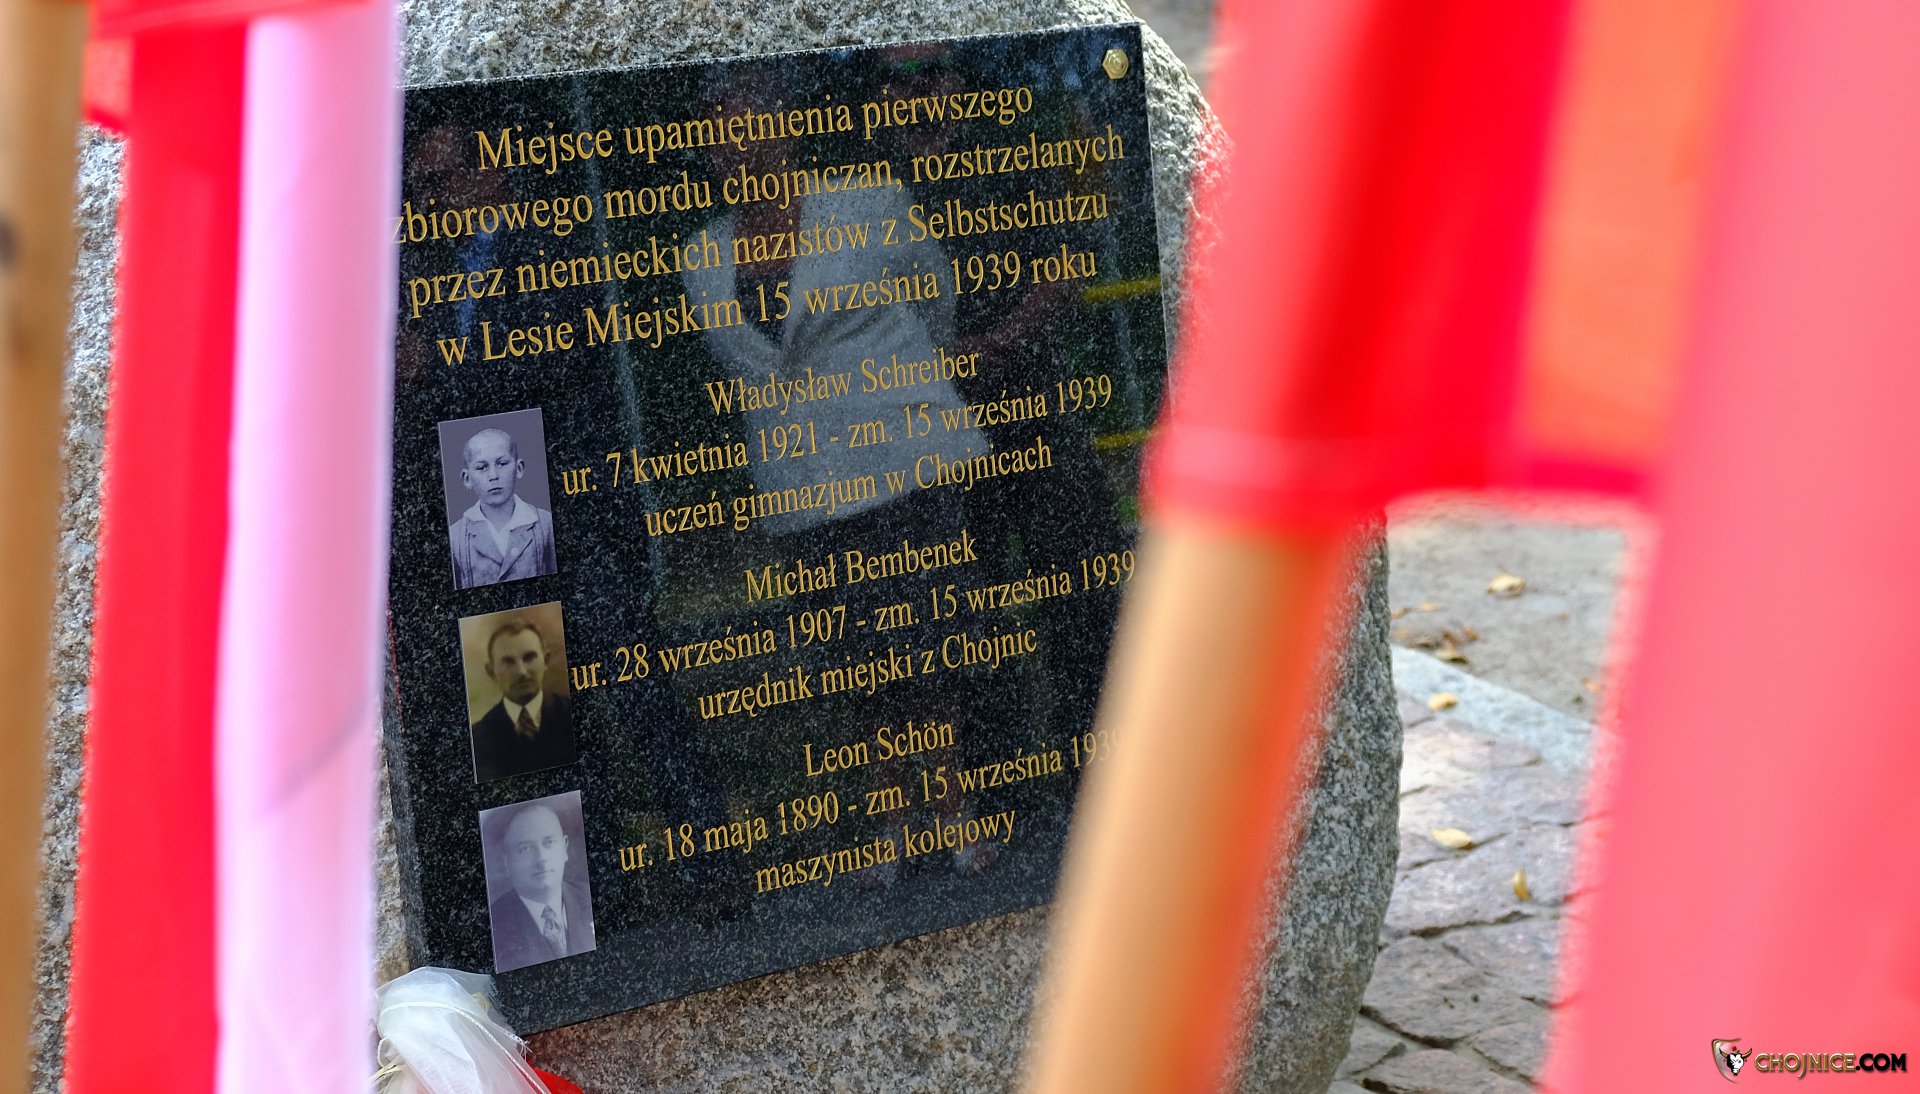 Miejsce upamiętnienia pierwszego
zbiorowego mordu chojniczan, rozstrzelanych
przez niemieckich nazistów z Selbstschutzu
w Lesie Miejskim 15 września 1939 roku
Władysław Schreiber
ur. 7 kwietnia 1921 - zm. 15 września 1939
uczeń gimnazjum w Chojnicach
Michał Bembenek
ur. 28 września 1907 - zm. 15 września 1939
urzędnik miejski z Chojnic
Leon Schön
ur. 18 maja 1890 - zm. 15 września 1939
maszynista kolejowy
CHOJNICE.COM